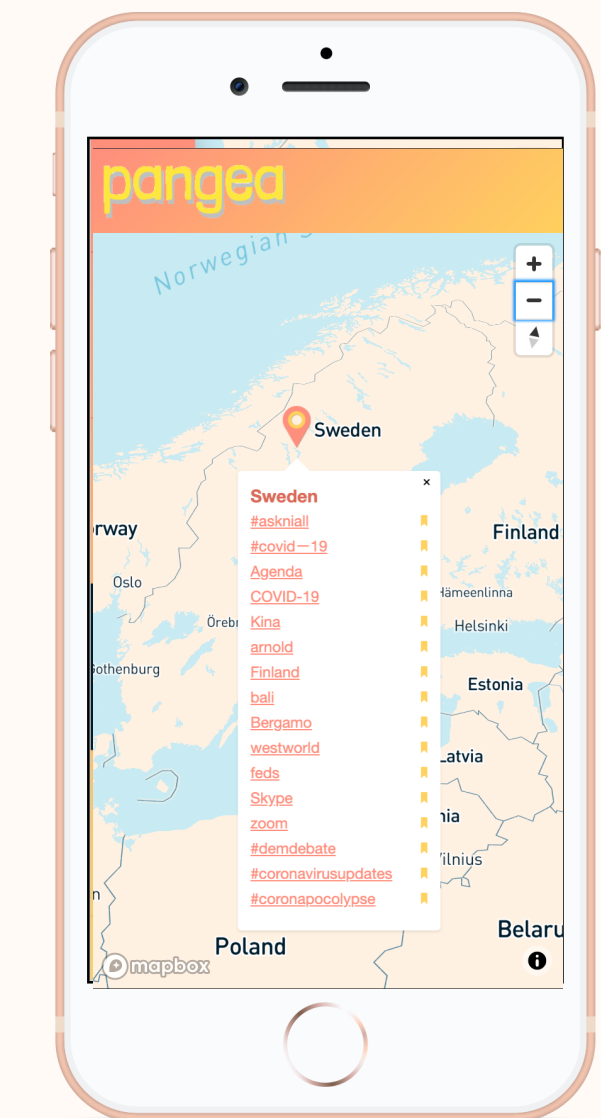 pangea
Norwegian S
Sweden
Sweden
#askniall
#covid—19
Agenda
COVID-19
Kina
arnold
Finland
bali
Bergamo
westworld
feds
Skype
zoom
#demdebate
#coronavirusupdates
#coronapocolypse
rway
Finland
Oslo
Hämeenlinna
Örebr
Helsinki
Gothenburg
Estonia
Latvia
nia
Vilnius
n
Belaru
Poland
mapbox